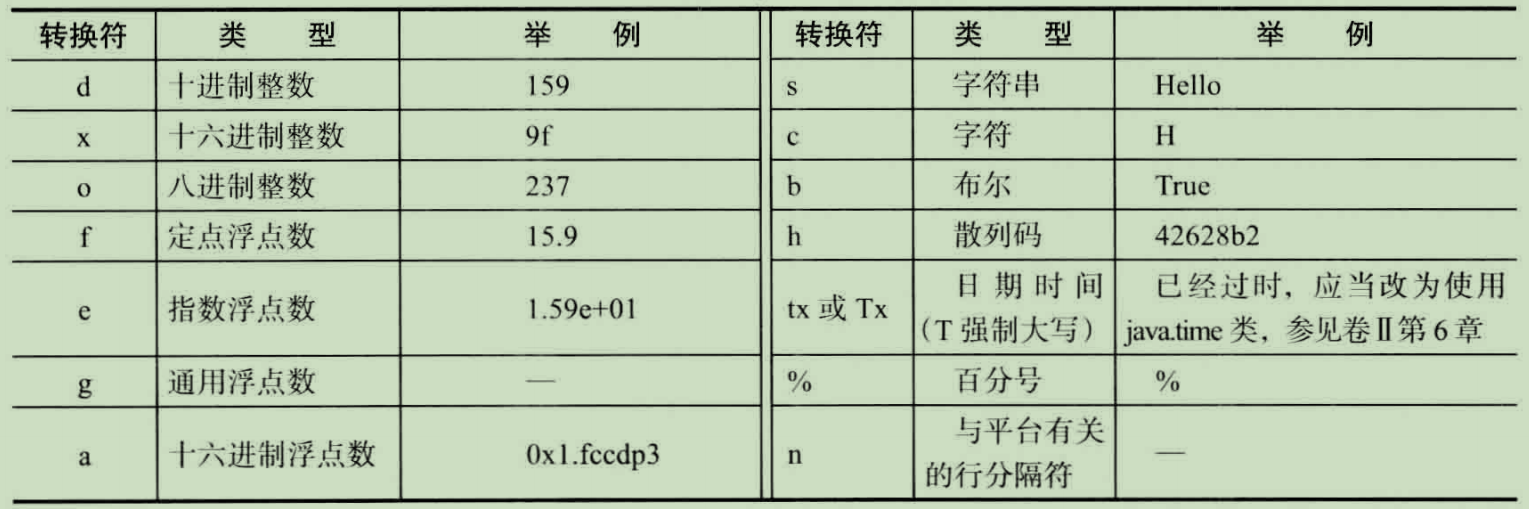 转换符 类 型 举 例 转换符 类 型 举 例
d 十进制整数 159 s 字符串 Hello
x 十六进制整数 9f c 字符 H
o 八进制整数 237 b 布尔 True
f 定点浮点数 15.9 h 散列码 42628b2
e 指数浮点数 1.59e+01 tx 或 Tx 日期时间 已经过时，应当改为使用
（T 强制大写） java.time 类，参见卷Ⅱ第 6 章
g 通用浮点数 — % 百分号 %
a 十六进制浮点数 0x1.fccdp3 n 与平台有关 —
的行分隔符